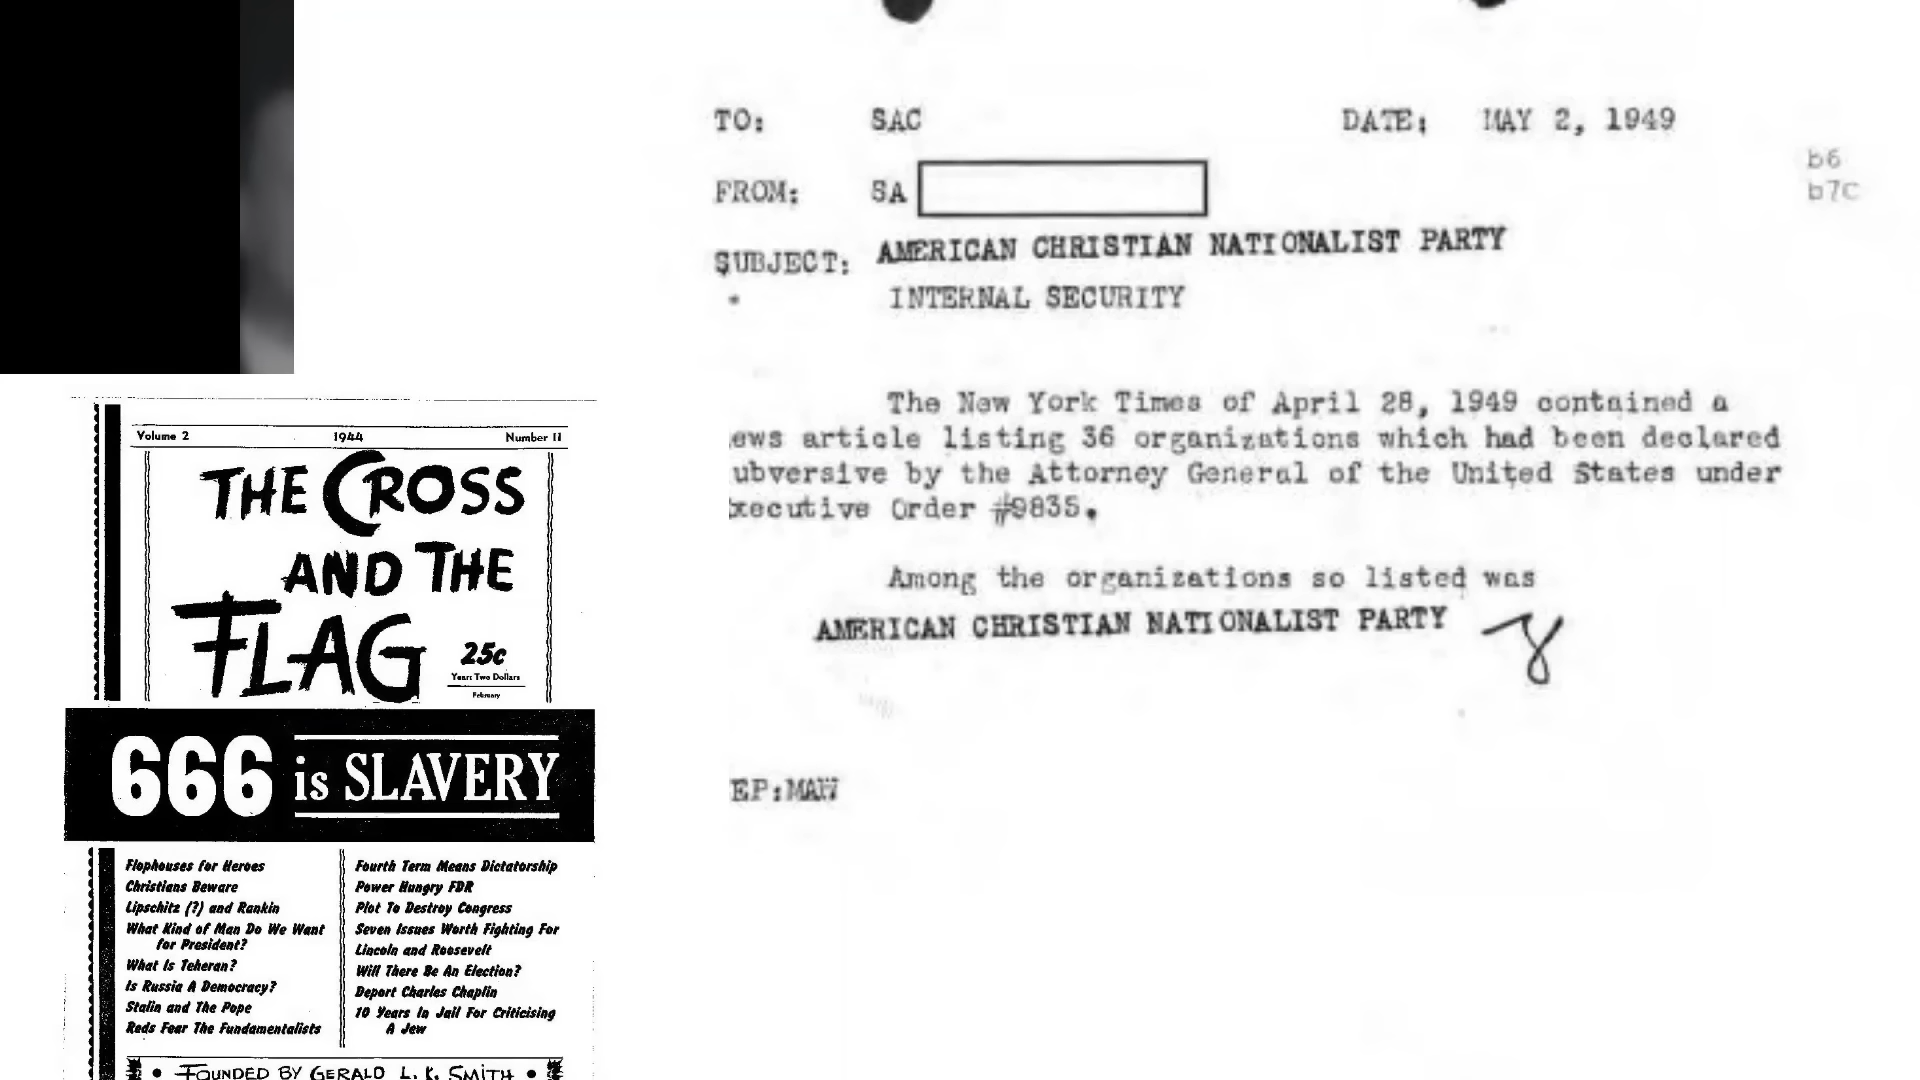 Volume 2 1944 Number 11
THE CROSS
AND THE
FLAG
25c
Year: Two Dollars
February
666 is SLAVERY
Flophouses for Heroes
Christians Beware
Lipschitz (?) and Rankin
What Kind of Man Do We Want
for President?
What Is Teheran?
Is Russia A Democracy?
Stalin and The Pope
Reds Fear The Fundamentalists
Fourth Term Means Dictatorship
Power Hungry FDR
Plot To Destroy Congress
Seven Issues Worth Fighting For
Lincoln and Roosevelt
Will There Be An Election?
Deport Charles Chaplin
10 Years In Jail For Criticising
A Jew
• FOUNDED BY GERALD L. K. SMITH •
TO: SAC DATE: MAY 2, 1949
b6
b7C
FROM: SA
SUBJECT: AMERICAN CHRISTIAN NATIONALIST PARTY
INTERNAL SECURITY
The New York Times of April 28, 1949 contained a
ews article listing 36 organizations which had been declared
ubversive by the Attorney General of the United States under
xecutive Order #9835.
Among the organizations so listed was
AMERICAN CHRISTIAN NATIONALIST PARTY
EP:MAW